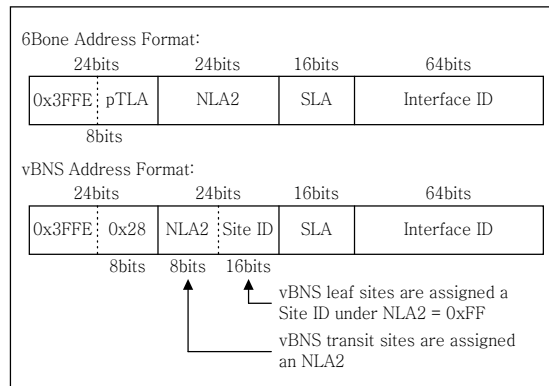 6Bone Address Format:
24bits 24bits 16bits 64bits
0x3FFE pTLA NLA2 SLA Interface ID
8bits
vBNS Address Format:
24bits 24bits 16bits 64bits
0x3FFE 0x28 NLA2 Site ID SLA Interface ID
8bits 8bits 16bits
vBNS leaf sites are assigned a
Site ID under NLA2 = 0xFF
vBNS transit sites are assigned
an NLA2